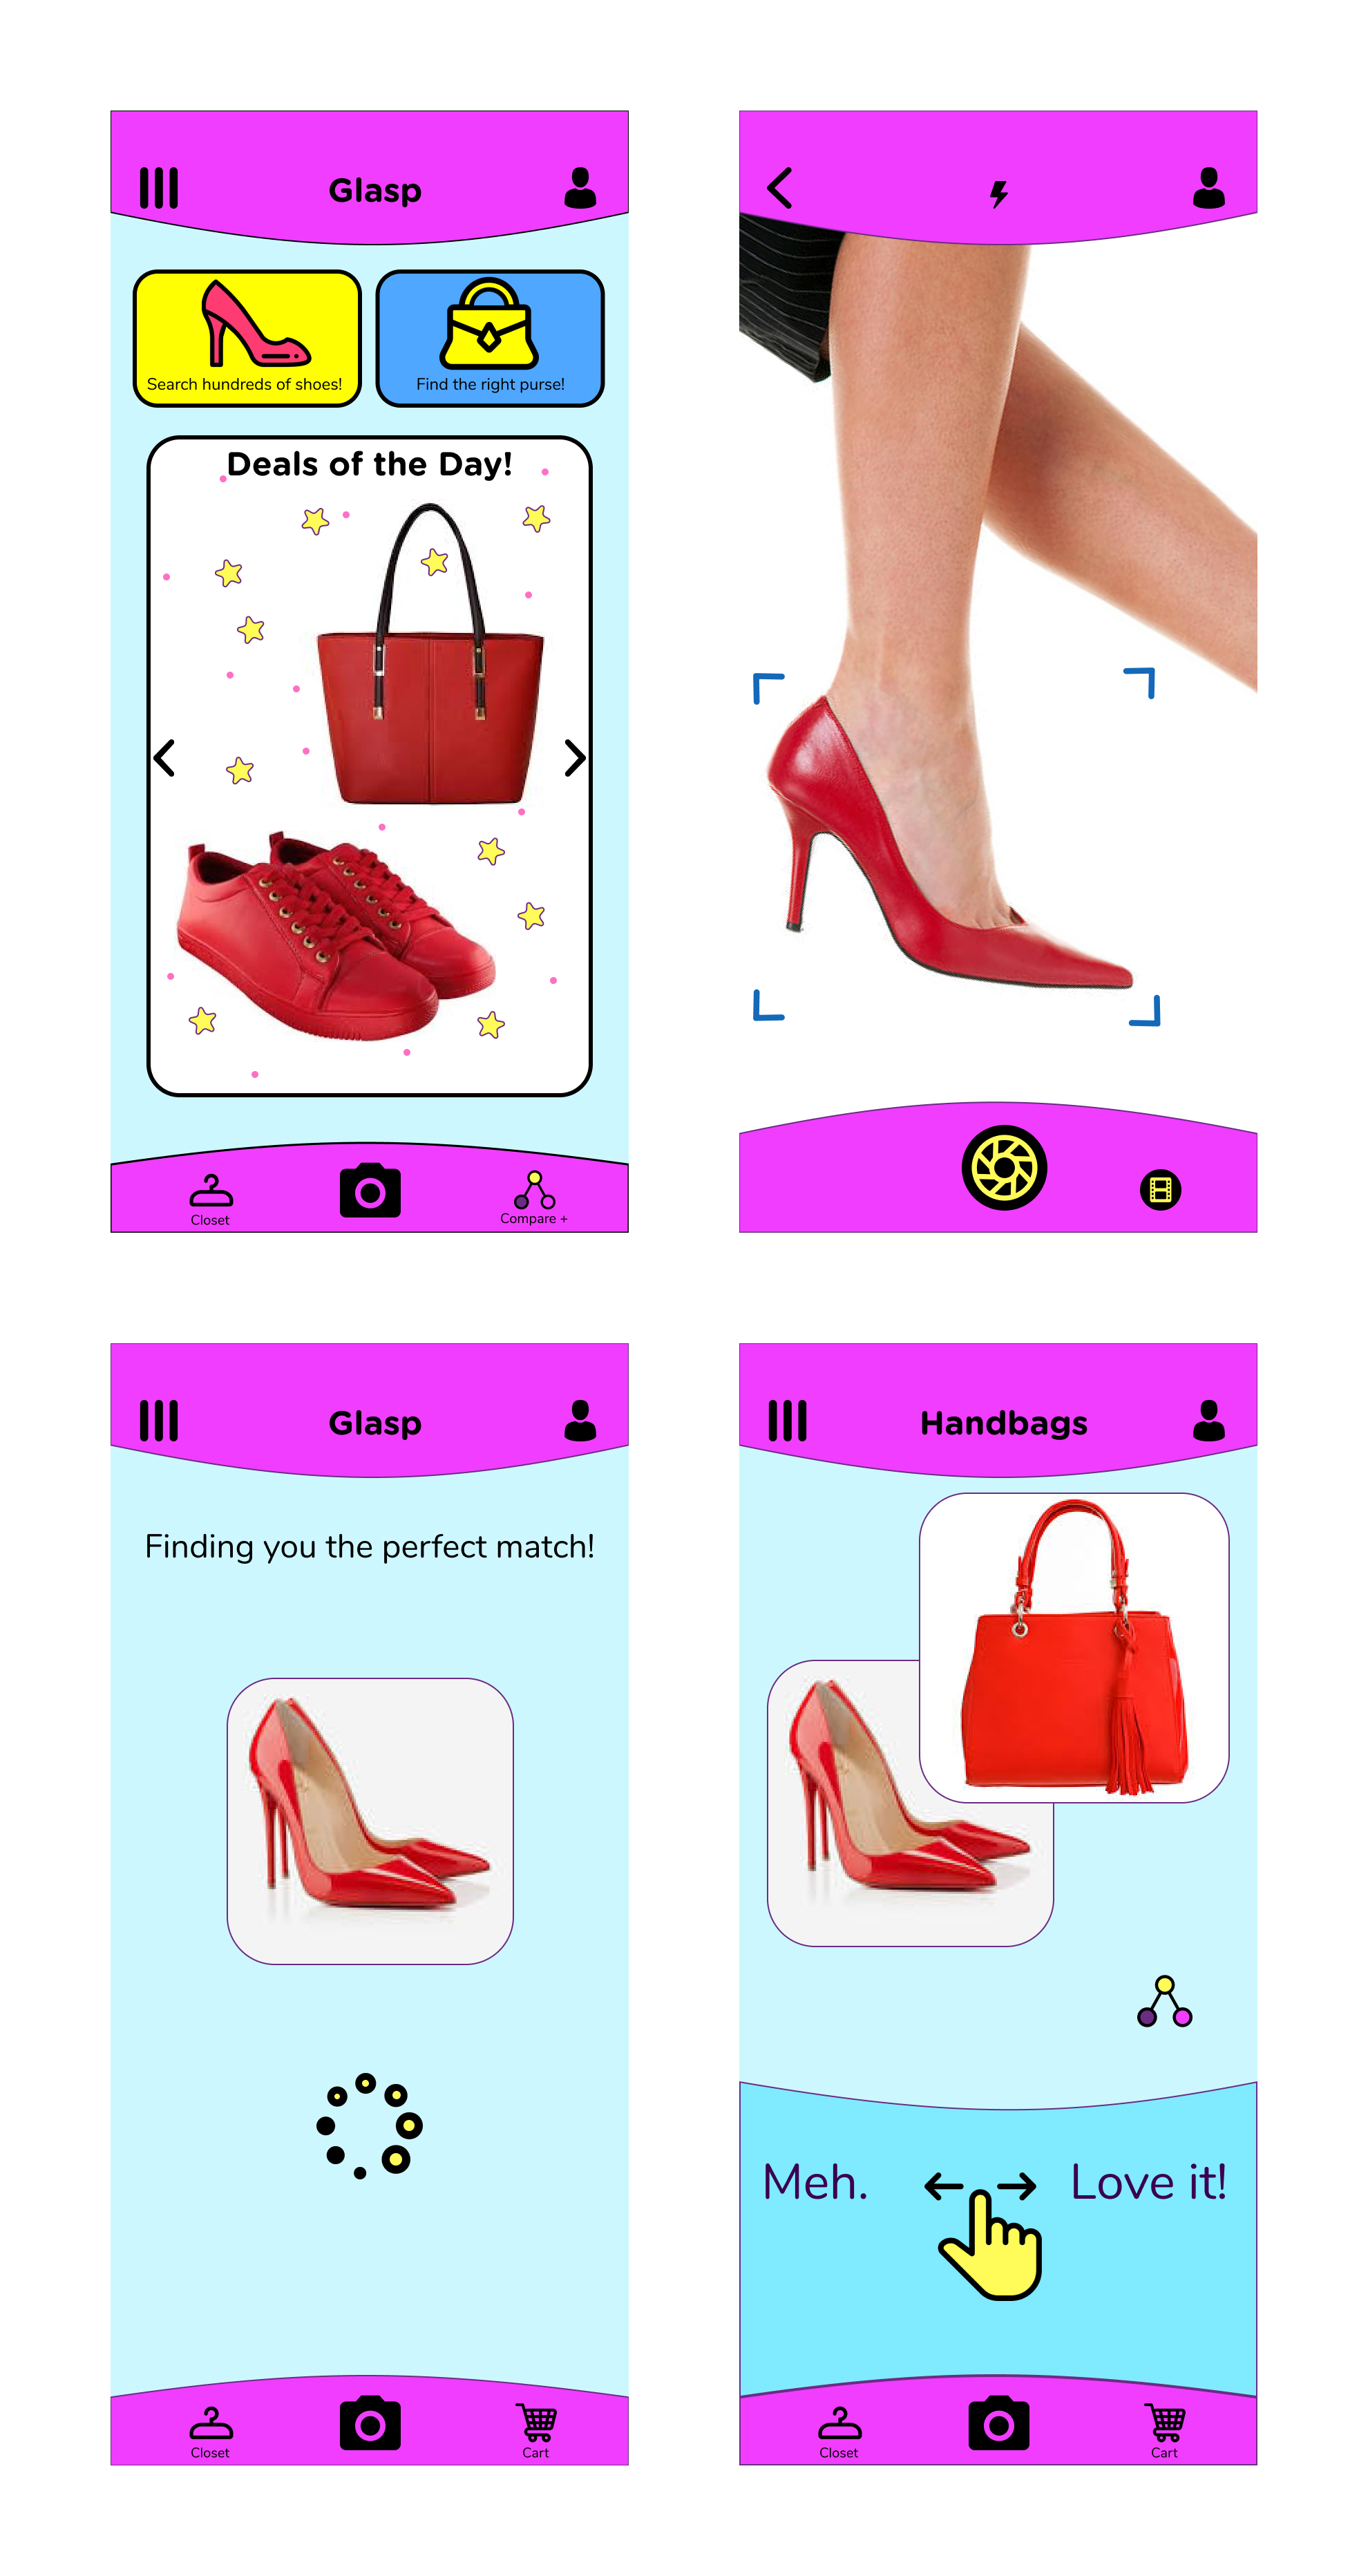 Glasp
Search hundreds of shoes!
Find the right purse!
Deals of the Day!
Closet
Compare +
Glasp
Finding you the perfect match!
Closet
Cart
Handbags
Meh.
Love it!
Closet
Cart